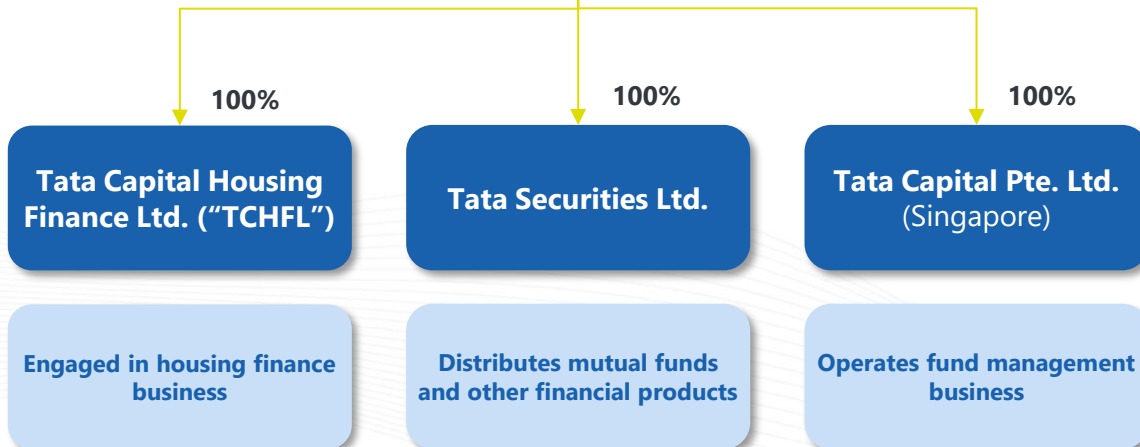 100%
100%
100%
Tata Capital Housing
Finance Ltd. (“TCHFL”)
Tata Securities Ltd.
Tata Capital Pte. Ltd.
(Singapore)
Engaged in housing finance
business
Distributes mutual funds
and other financial products
Operates fund management
business